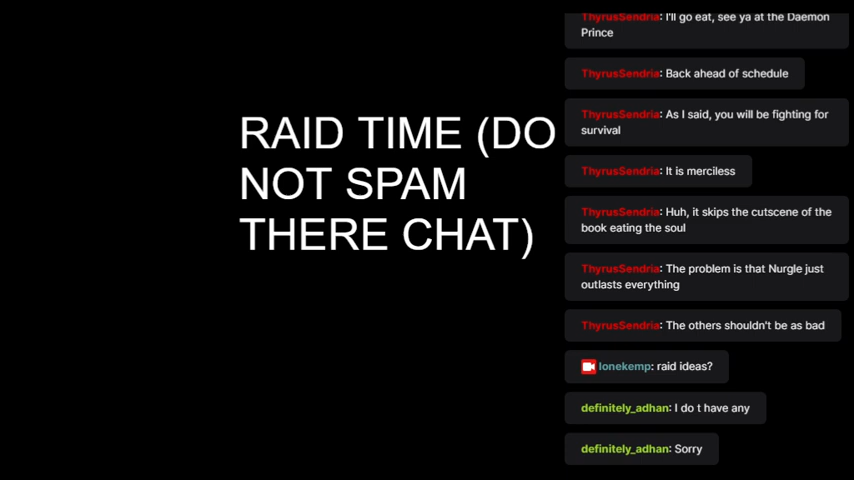 RAID TIME (DO
NOT SPAM
THERE CHAT)
ThyrusSendria: I'll go eat, see ya at the Daemon
Prince
ThyrusSendria: Back ahead of schedule
ThyrusSendria: As I said, you will be fighting for
survival
ThyrusSendria: It is merciless
ThyrusSendria: Huh, it skips the cutscene of the
book eating the soul
ThyrusSendria: The problem is that Nurgle just
outlasts everything
ThyrusSendria: The others shouldn't be as bad
lonekemp: raid ideas?
definitely_adhan: I do t have any
definitely_adhan: Sorry